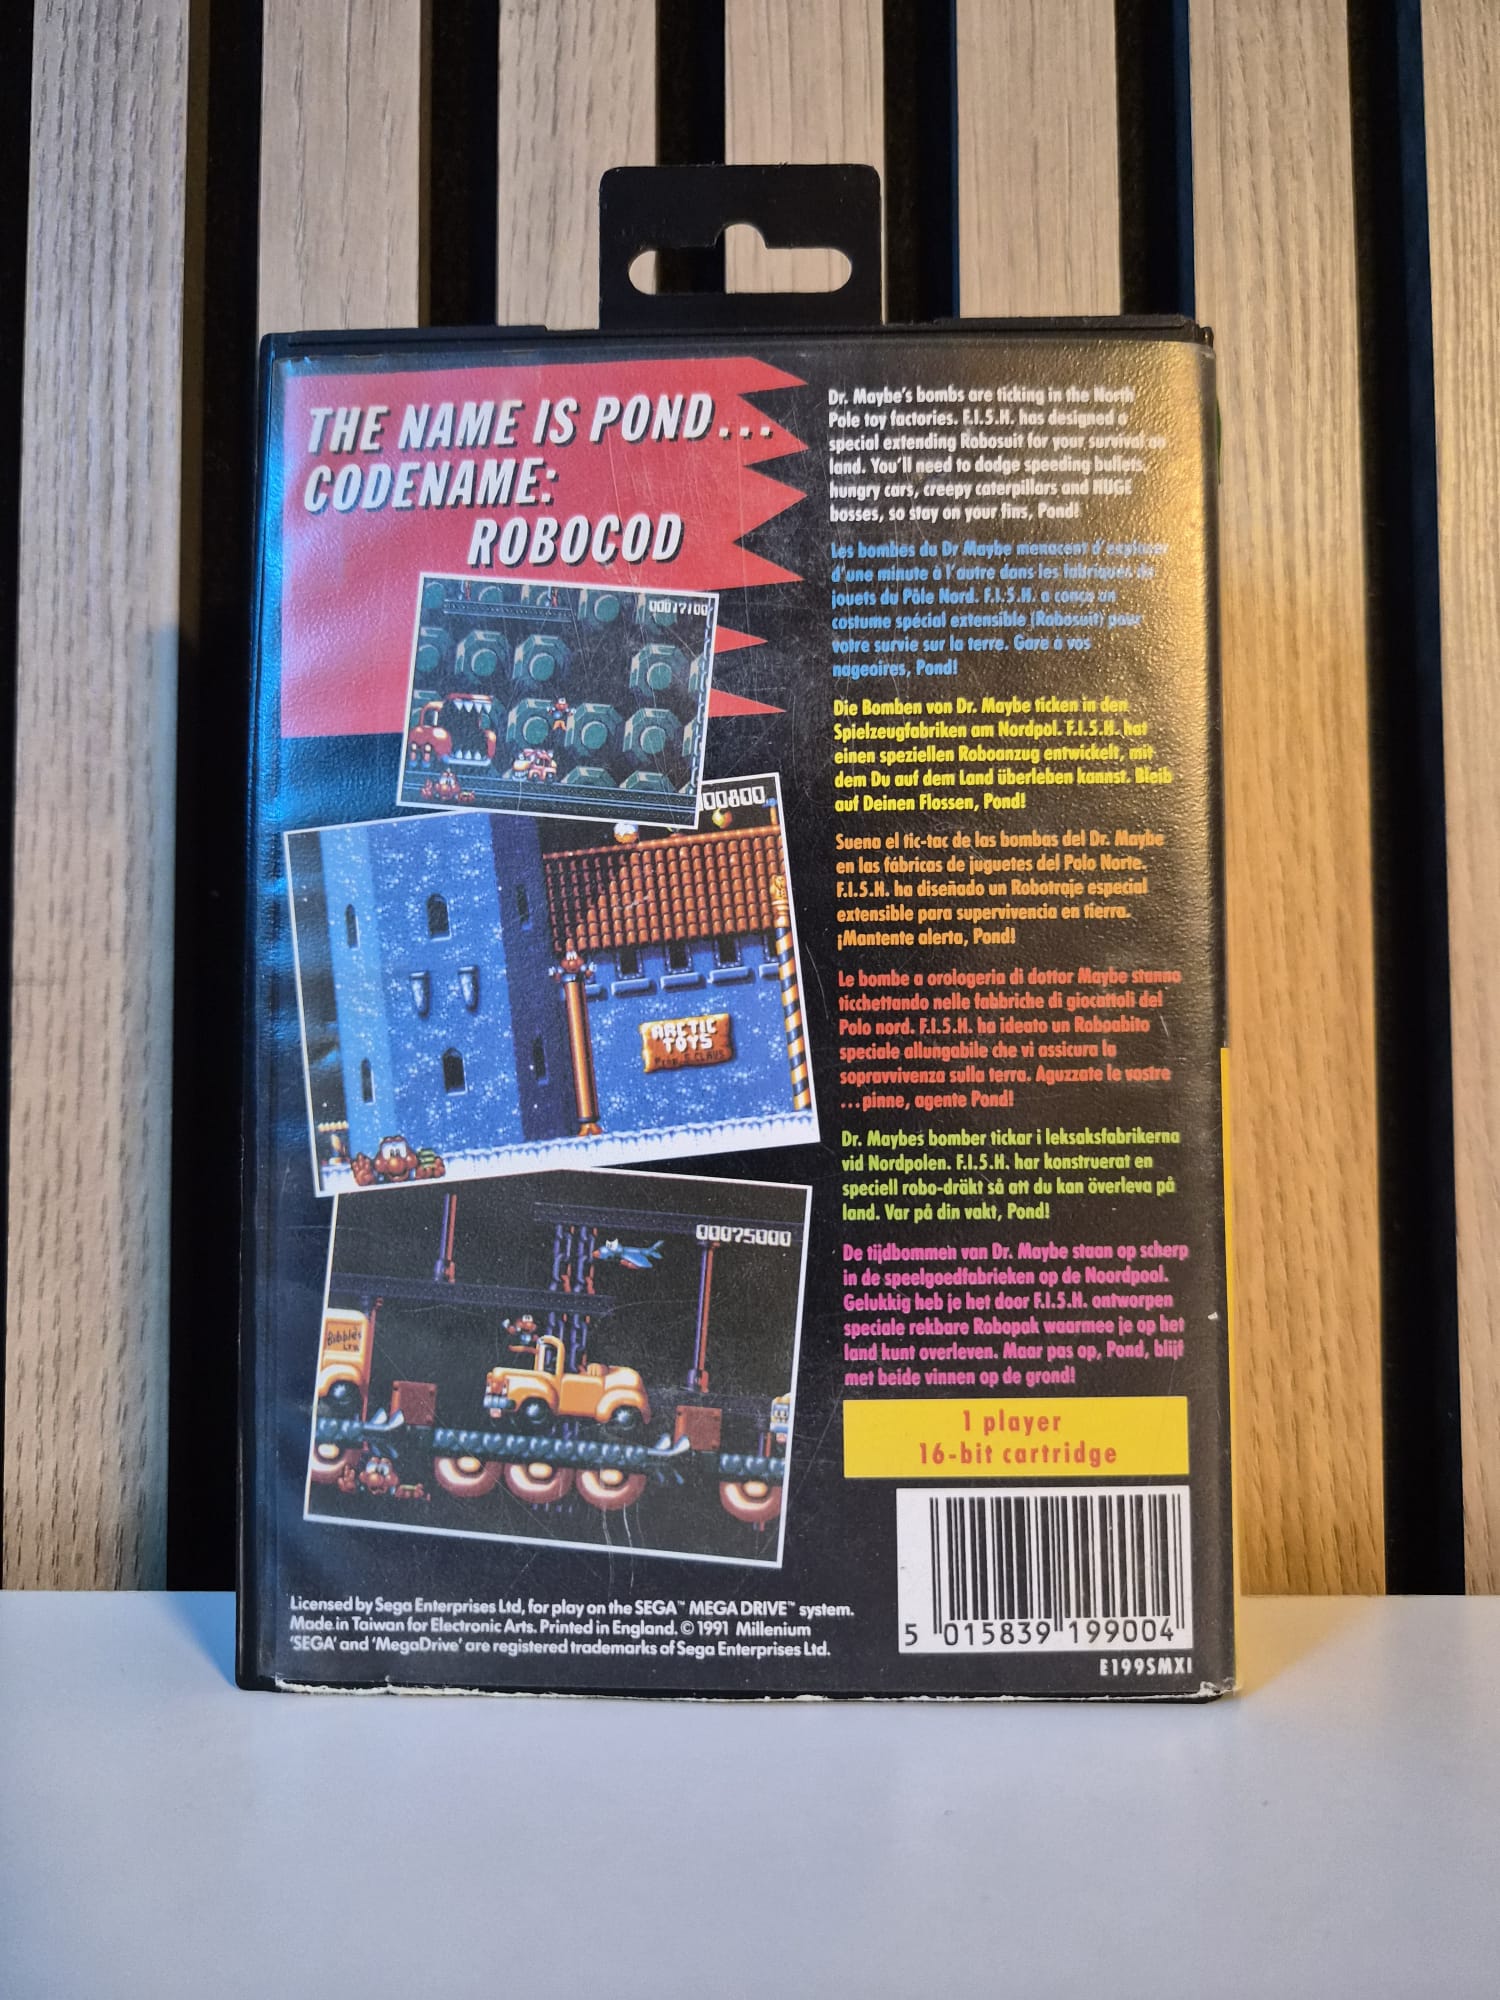 THE NAME IS POND...
CODENAME:
ROBOCOD
00017100
00800
ARCTIC
TOYS
PROP. S. CLAUS
00075000
Bibbles
LTD.
Dr. Maybe's bombs are ticking in the North
Pole toy factories. F.I.S.H. has designed a
special extending Robosuit for your survival on
land. You'll need to dodge speeding bullets,
hungry cars, creepy caterpillars and HUGE
bosses, so stay on your fins, Pond!
Les bombes du Dr Maybe menacent d'exploser
d'une minute à l'autre dans les fabriques de
jouets du Pôle Nord. F.I.S.H. a concu un
costume spécial extensible (Robosuit) pour
votre survie sur la terre. Gare à vos
nageoires, Pond!
Die Bomben von Dr. Maybe ticken in den
Spielzeugfabriken am Nordpol. F.I.S.H. hat
einen speziellen Roboanzug entwickelt, mit
dem Du auf dem Land überleben kannst. Bleib
auf Deinen Flossen, Pond!
Suena el tic-tac de las bombas del Dr. Maybe
en las fábricas de juguetes del Polo Norte.
F.I.S.H. ha diseñado un Robotraje especial
extensible para supervivencia en tierra.
¡Mantente alerta, Pond!
Le bombe a orologeria di dottor Maybe stanno
ticchettando nelle fabbriche di giocattoli del
Polo nord. F.I.S.H. ha ideato un Roboabito
speciale allungabile che vi assicura la
sopravvivenza sulla terra. Aguzzate le vostre
...pinne, agente Pond!
Dr. Maybes bomber tickar i leksaksfabrikerna
vid Nordpolen. F.I.S.H. har konstruerat en
speciell robo-dräkt så att du kan överleva på
land. Var på din vakt, Pond!
De tijdbommen van Dr. Maybe staan op scherp
in de speelgoedfabrieken op de Noordpool.
Gelukkig heb je het door F.I.S.H. ontworpen
speciale rekbare Robopak waarmee je op het
land kunt overleven. Maar pas op, Pond, blijf
met beide vinnen op de grond!
1 player
16-bit cartridge
5 015839 199004
E199SMXI
Licensed by Sega Enterprises Ltd, for play on the SEGA™ MEGA DRIVE™ system.
Made in Taiwan for Electronic Arts. Printed in England. © 1991 Millenium
'SEGA' and 'MegaDrive' are registered trademarks of Sega Enterprises Ltd.